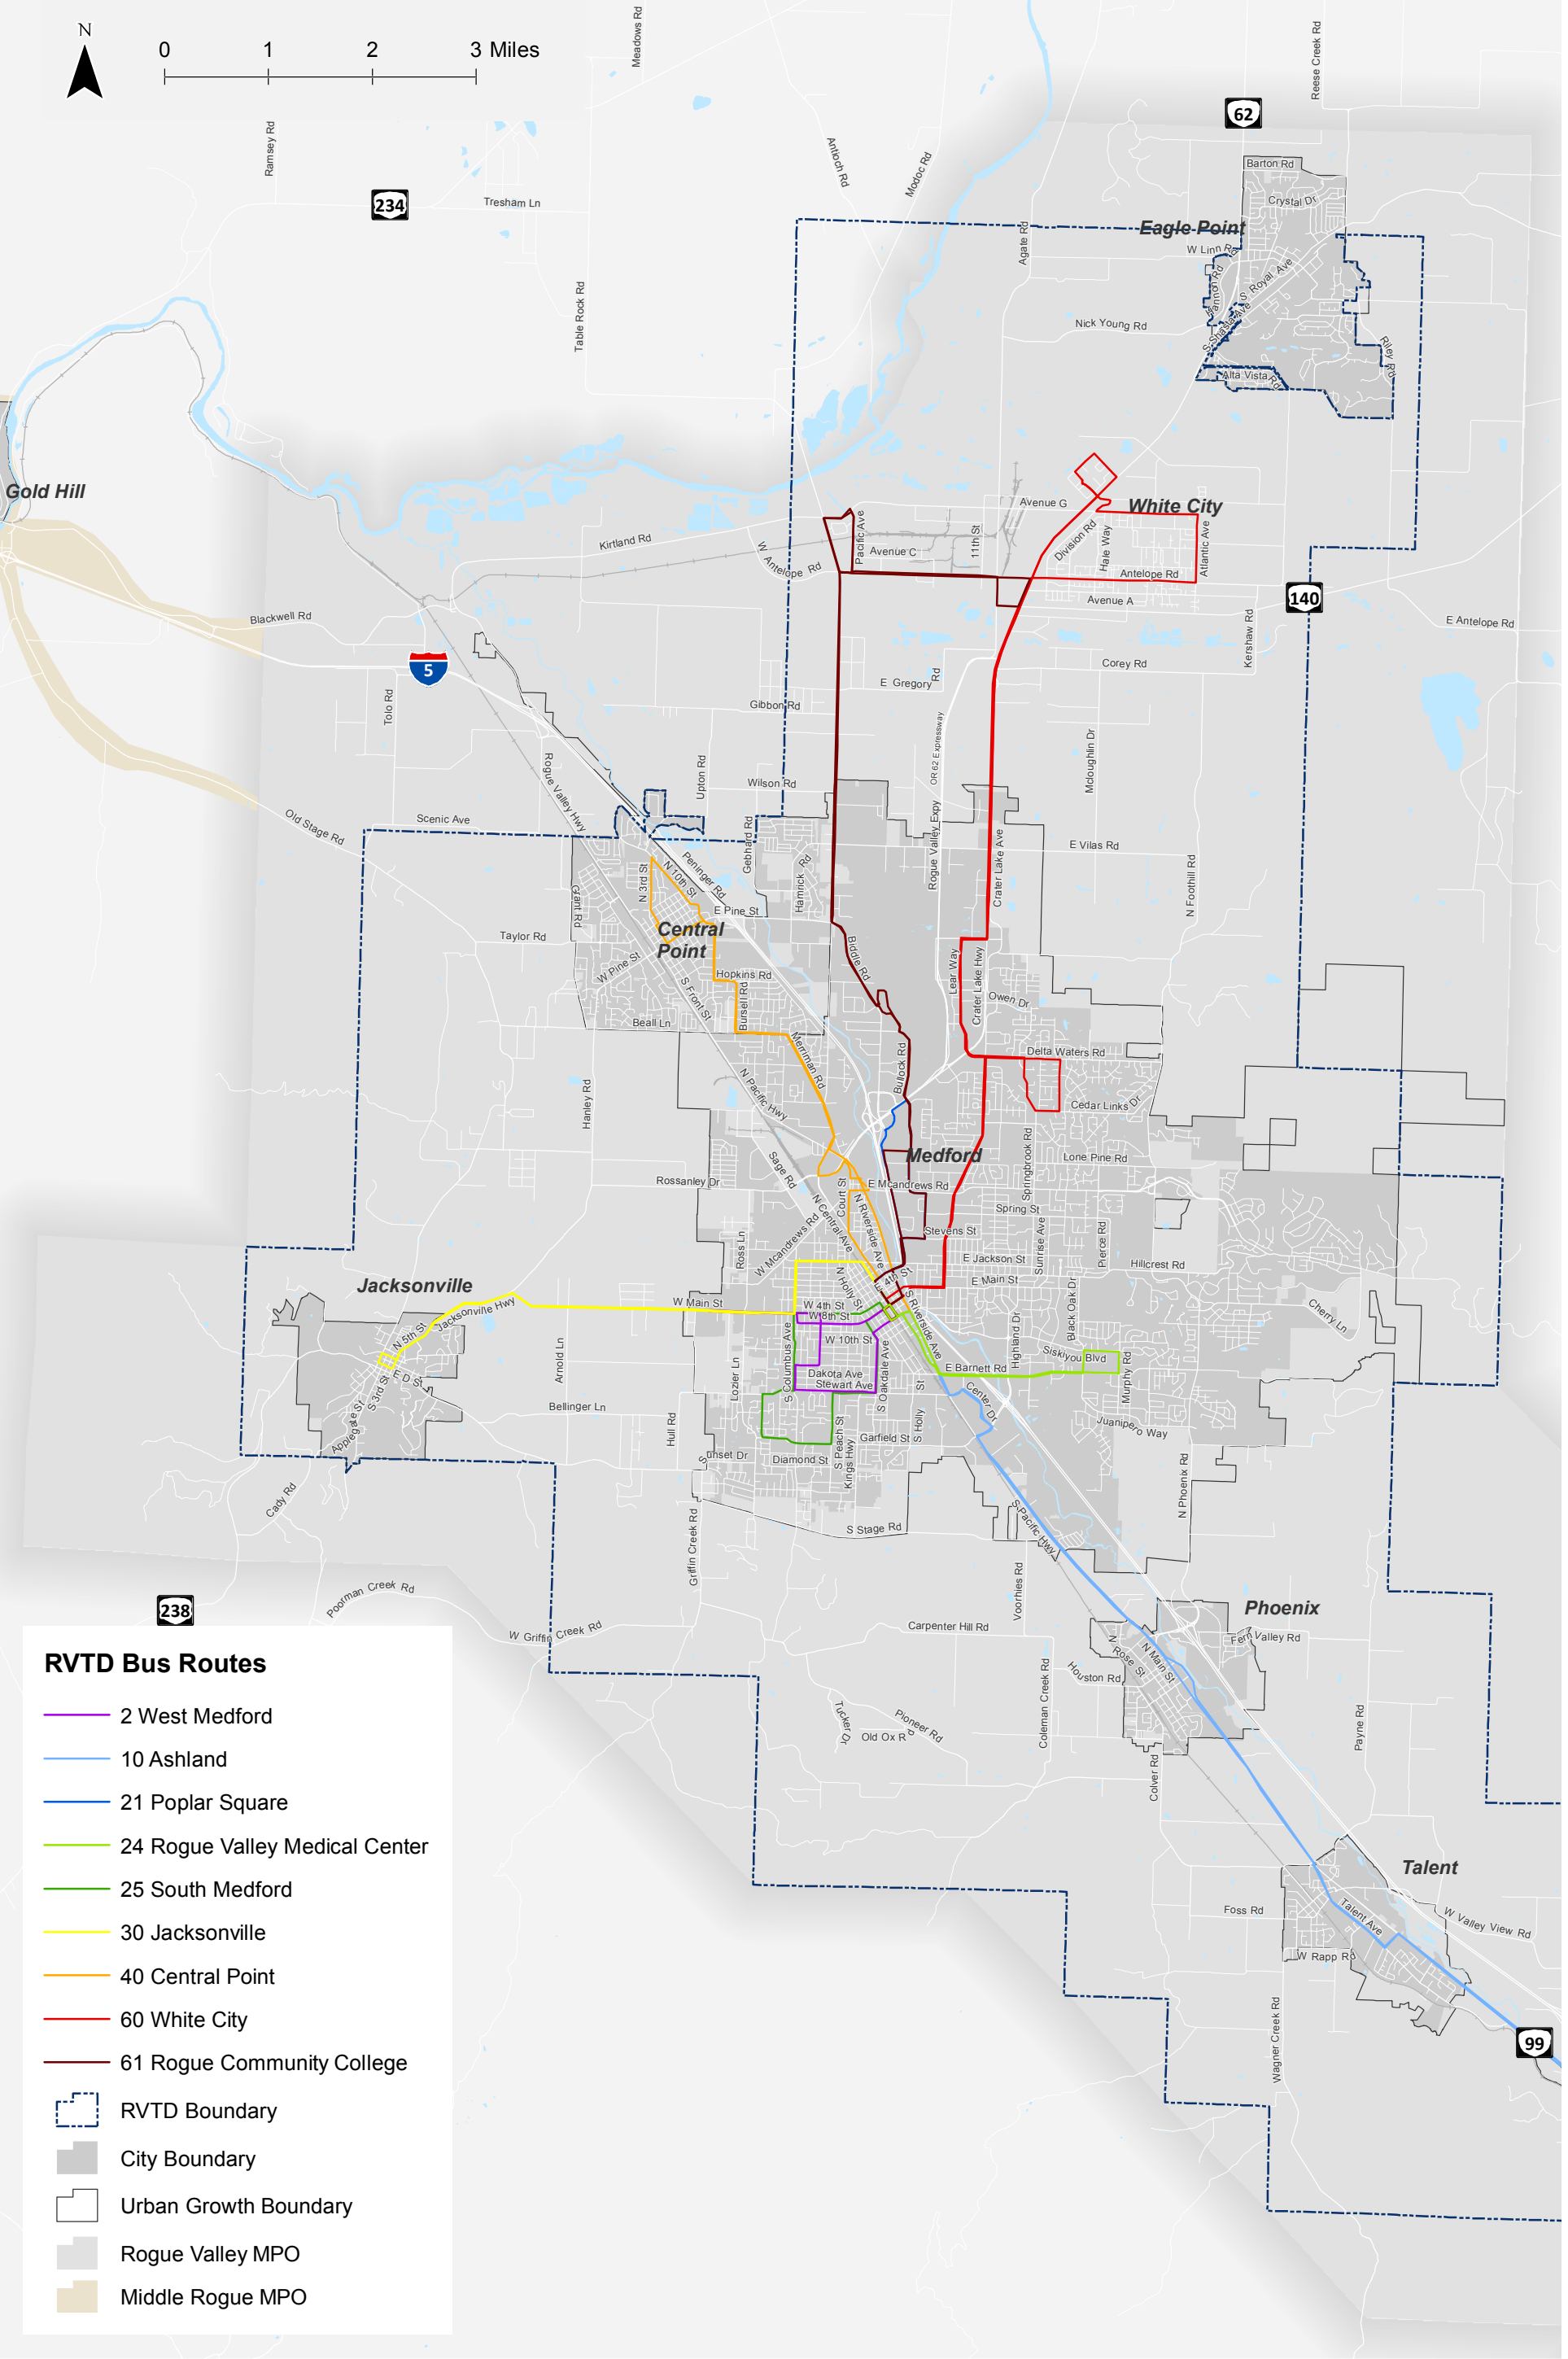 N
0 1 2 3 Miles
Meadows Rd
Reese Creek Rd
62
Ramsey Rd
Antioch Rd
Modoc Rd
Barton Rd
234
Tresham Ln
Crystal Dr
Eagle Point
Agate Rd
W Linn R
Hannon Rd
S Royal Ave
Table Rock Rd
Nick Young Rd
S Shasta Ave
Riley Rd
Alta Vista Rd
Gold Hill
Avenue G
White City
Pacific Ave
11th St
Division Rd
Hale Way
Atlantic Ave
Kirtland Rd
W Antelope Rd
Avenue C
Antelope Rd
140
Avenue A
Blackwell Rd
E Antelope Rd
Kershaw Rd
5
Corey Rd
E Gregory Rd
Tolo Rd
Gibbon Rd
OR 62 Expressway
Mcloughlin Dr
Rogue Valley Hwy
Upton Rd
Wilson Rd
Old Stage Rd
Scenic Ave
Gebhard Rd
Rogue Valley Expy
Crater Lake Ave
E Vilas Rd
Peninger Rd
N 10th St
N 3rd St
Hamrick Rd
Grant Rd
N Foothill Rd
E Pine St
Central
Point
Taylor Rd
Biddle Rd
W Pine St
Hopkins Rd
Lear Way
Crater Lake Hwy
S Front St
Bursell Rd
Owen Dr
Beall Ln
Merriman Rd
Delta Waters Rd
Bullock Rd
N Pacific Hwy
Hanley Rd
Cedar Links Dr
Medford
Springbrook Rd
Lone Pine Rd
Sage Rd
Rossanley Dr
Court St
E Mcandrews Rd
N Central Ave
N Riverside Ave
Spring St
W Mcandrews Rd
Stevens St
Ross Ln
Sunrise Ave
Pierce Rd
E Jackson St
Hillcrest Rd
Jacksonville
N Holly St
E 4th St
E Main St
Jacksonville Hwy
W Main St
W 4th St
W 8th St
S Riverside Ave
Black Oak Dr
Cherry Ln
N 5th St
W 10th St
Highland Dr
Siskiyou Blvd
Arnold Ln
Lozier Ln
S Columbus Ave
E Barnett Rd
E D St
Dakota Ave
Stewart Ave
S Oakdale Ave
Murphy Rd
S 3rd St
Center Dr
Applegate St
Bellinger Ln
Hull Rd
S Peach St
Kings Hwy
S Holly St
Garfield St
Juanipero Way
Sunset Dr
Diamond St
N Phoenix Rd
Cady Rd
S Stage Rd
S Pacific Hwy
Griffin Creek Rd
Voorhies Rd
Poorman Creek Rd
238
Phoenix
W Griffin Creek Rd
Carpenter Hill Rd
Fern Valley Rd
N Rose St
N Main St
Houston Rd
Coleman Creek Rd
Tucker Dr
Pioneer Rd
Old Ox Rd
Payne Rd
Colver Rd
Talent
Foss Rd
Talent Ave
W Valley View Rd
W Rapp Rd
Wagner Creek Rd
99
RVTD Bus Routes
2 West Medford
10 Ashland
21 Poplar Square
24 Rogue Valley Medical Center
25 South Medford
30 Jacksonville
40 Central Point
60 White City
61 Rogue Community College
RVTD Boundary
City Boundary
Urban Growth Boundary
Rogue Valley MPO
Middle Rogue MPO